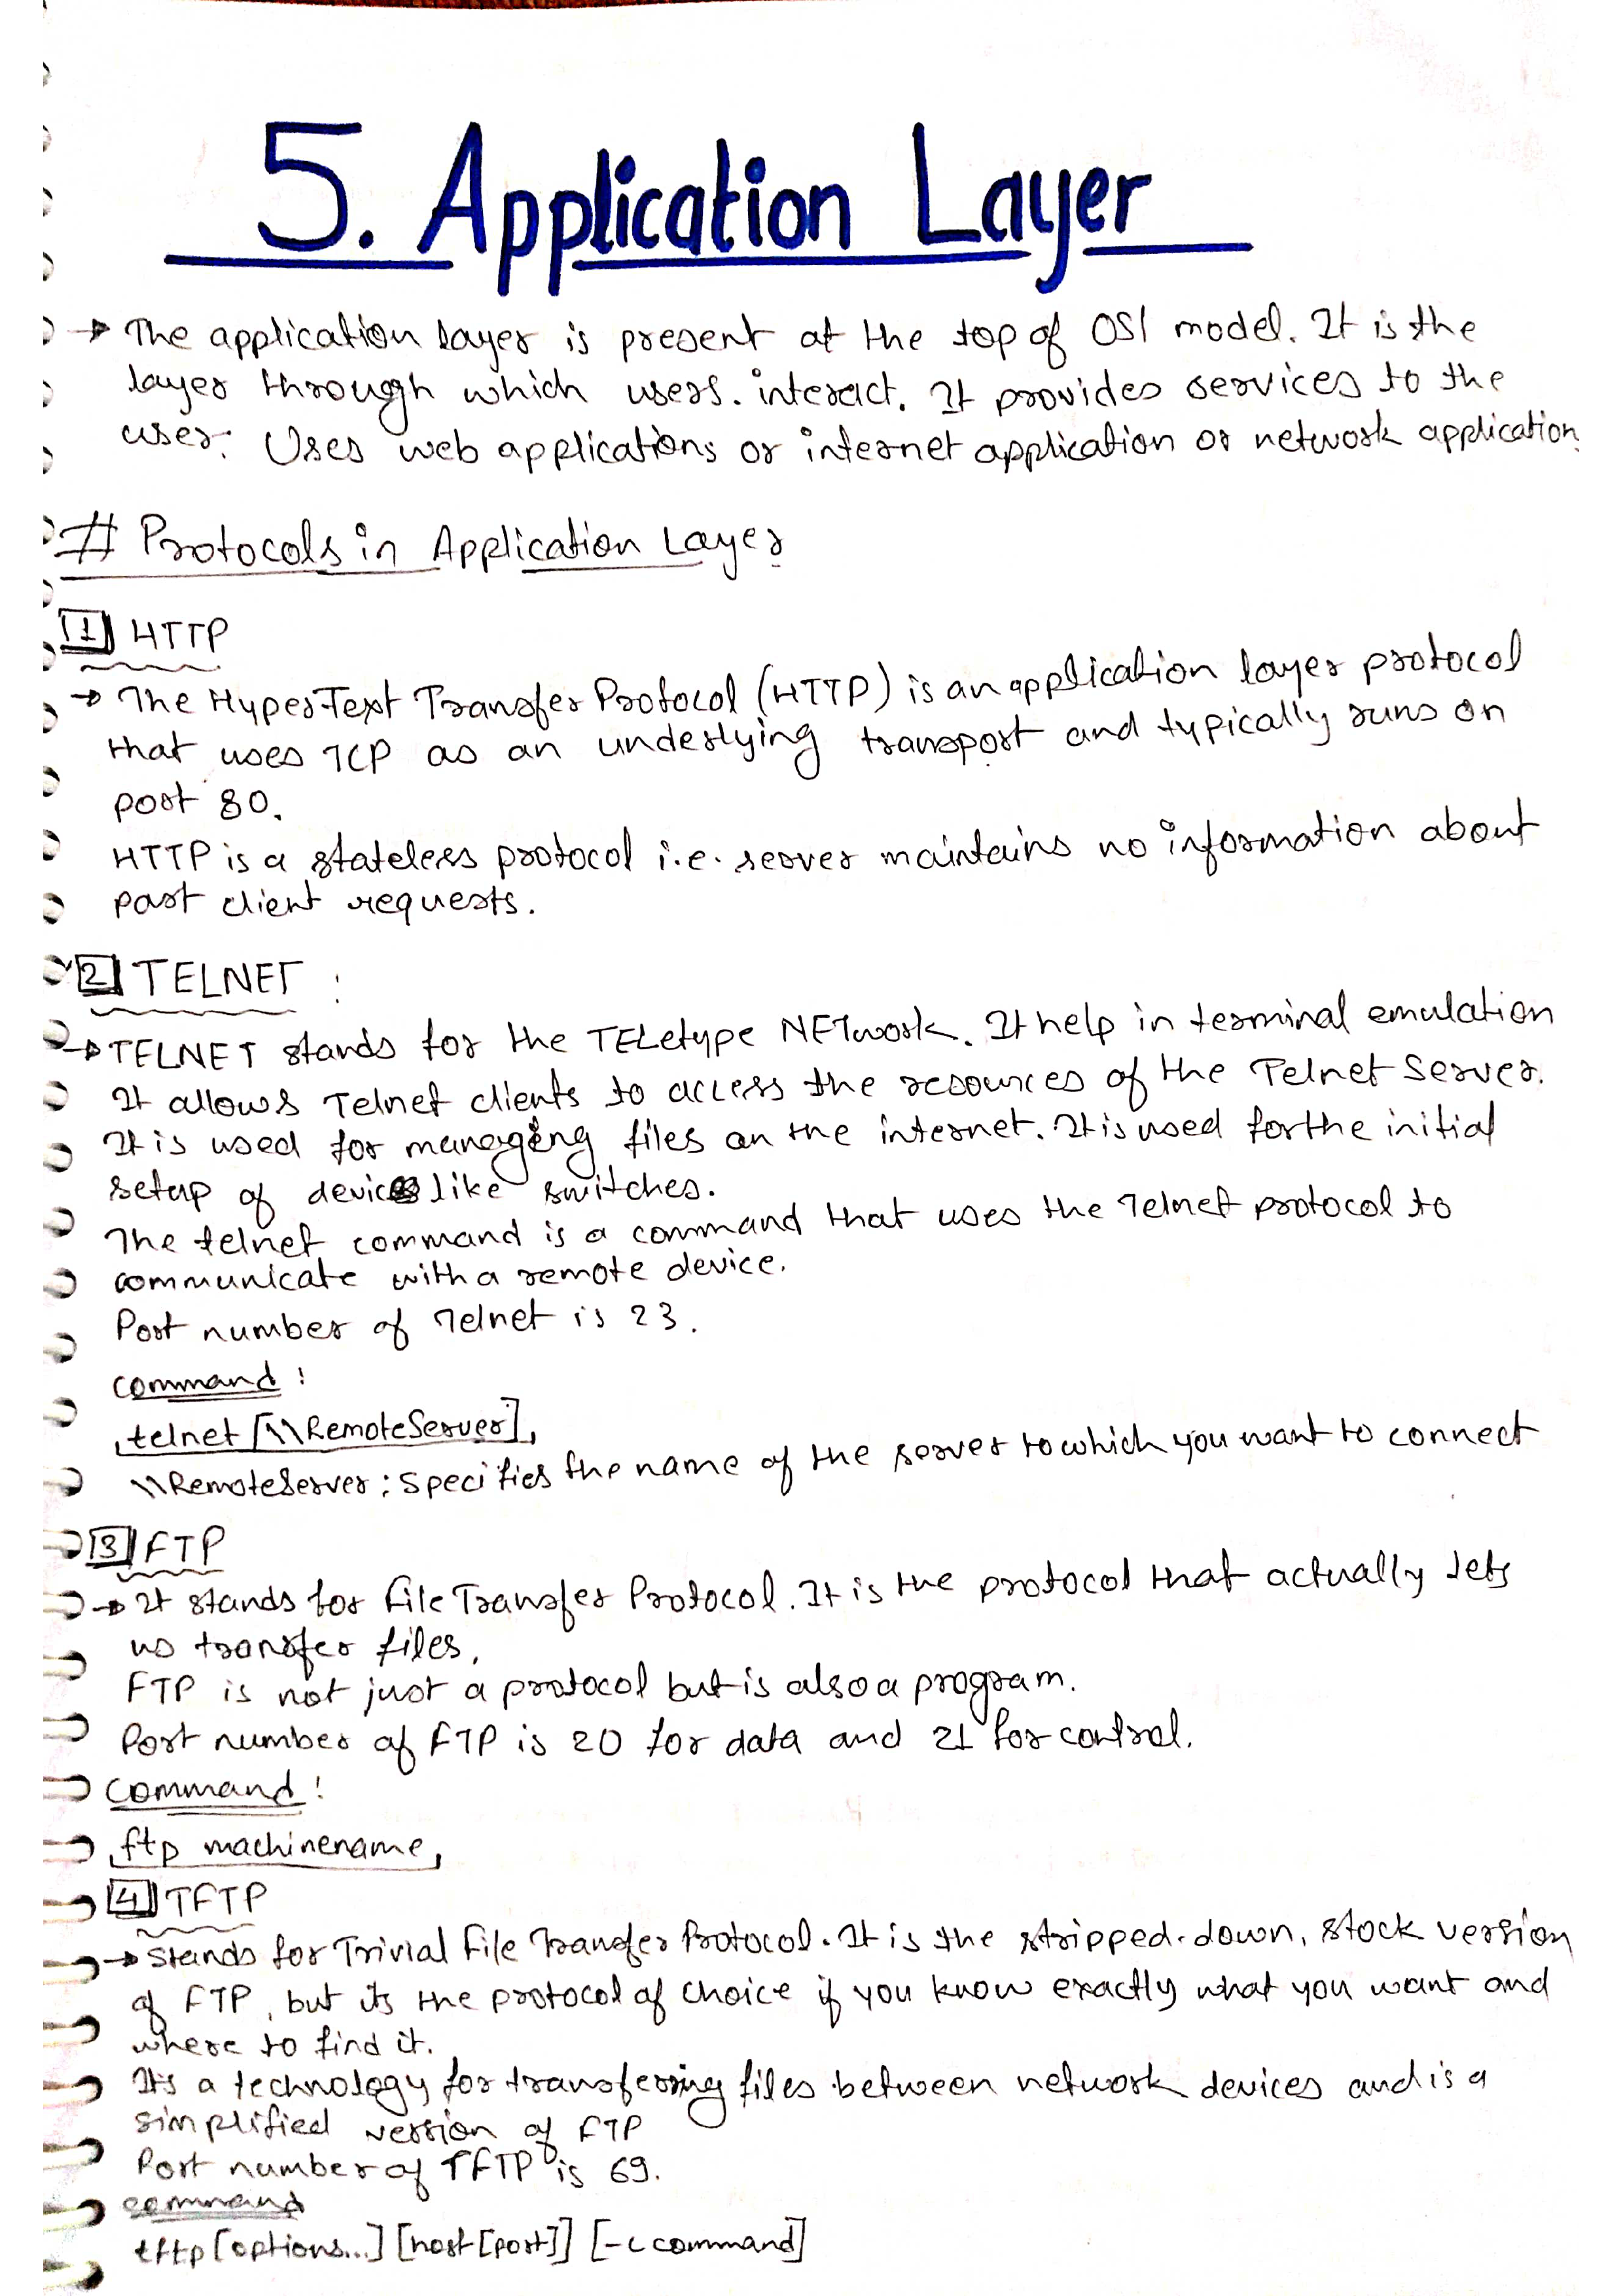 5. Application Layer
→ The application layer is present at the top of OSI model. It is the
layer through which users. interact. It provides services to the
user. Uses web applications or internet application or network application.
# Protocols in Application Layer
1 HTTP
→ The HyperText Transfer Protocol (HTTP) is an application layer protocol
that uses TCP as an underlying transport and typically runs on
port 80.
HTTP is a stateless protocol i.e. server maintains no information about
past client requests.
2 TELNET :
→ TELNET stands for the TELetype NETwork. It help in terminal emulation
It allows Telnet clients to access the resources of the Telnet Server.
It is used for managing files on the internet. It is used for the initial
setup of devices like switches.
The telnet command is a command that uses the Telnet protocol to
communicate with a remote device.
Port number of Telnet is 23.
command :
telnet [\\RemoteServer]
\\RemoteServer : Specifies the name of the server to which you want to connect
3 FTP
→ It stands for File Transfer Protocol. It is the protocol that actually lets
us transfer files.
FTP is not just a protocol but is also a program.
Port number of FTP is 20 for data and 21 for control.
Command :
ftp machinename
4 TFTP
→ Stands for Trivial File Transfer Protocol. It is the stripped-down, stock version
of FTP, but its the protocol of choice if you know exactly what you want and
where to find it.
It's a technology for transferring files between network devices and is a
simplified version of FTP
Port number of TFTP is 69.
command
tftp [options...] [host [port]] [-c command]